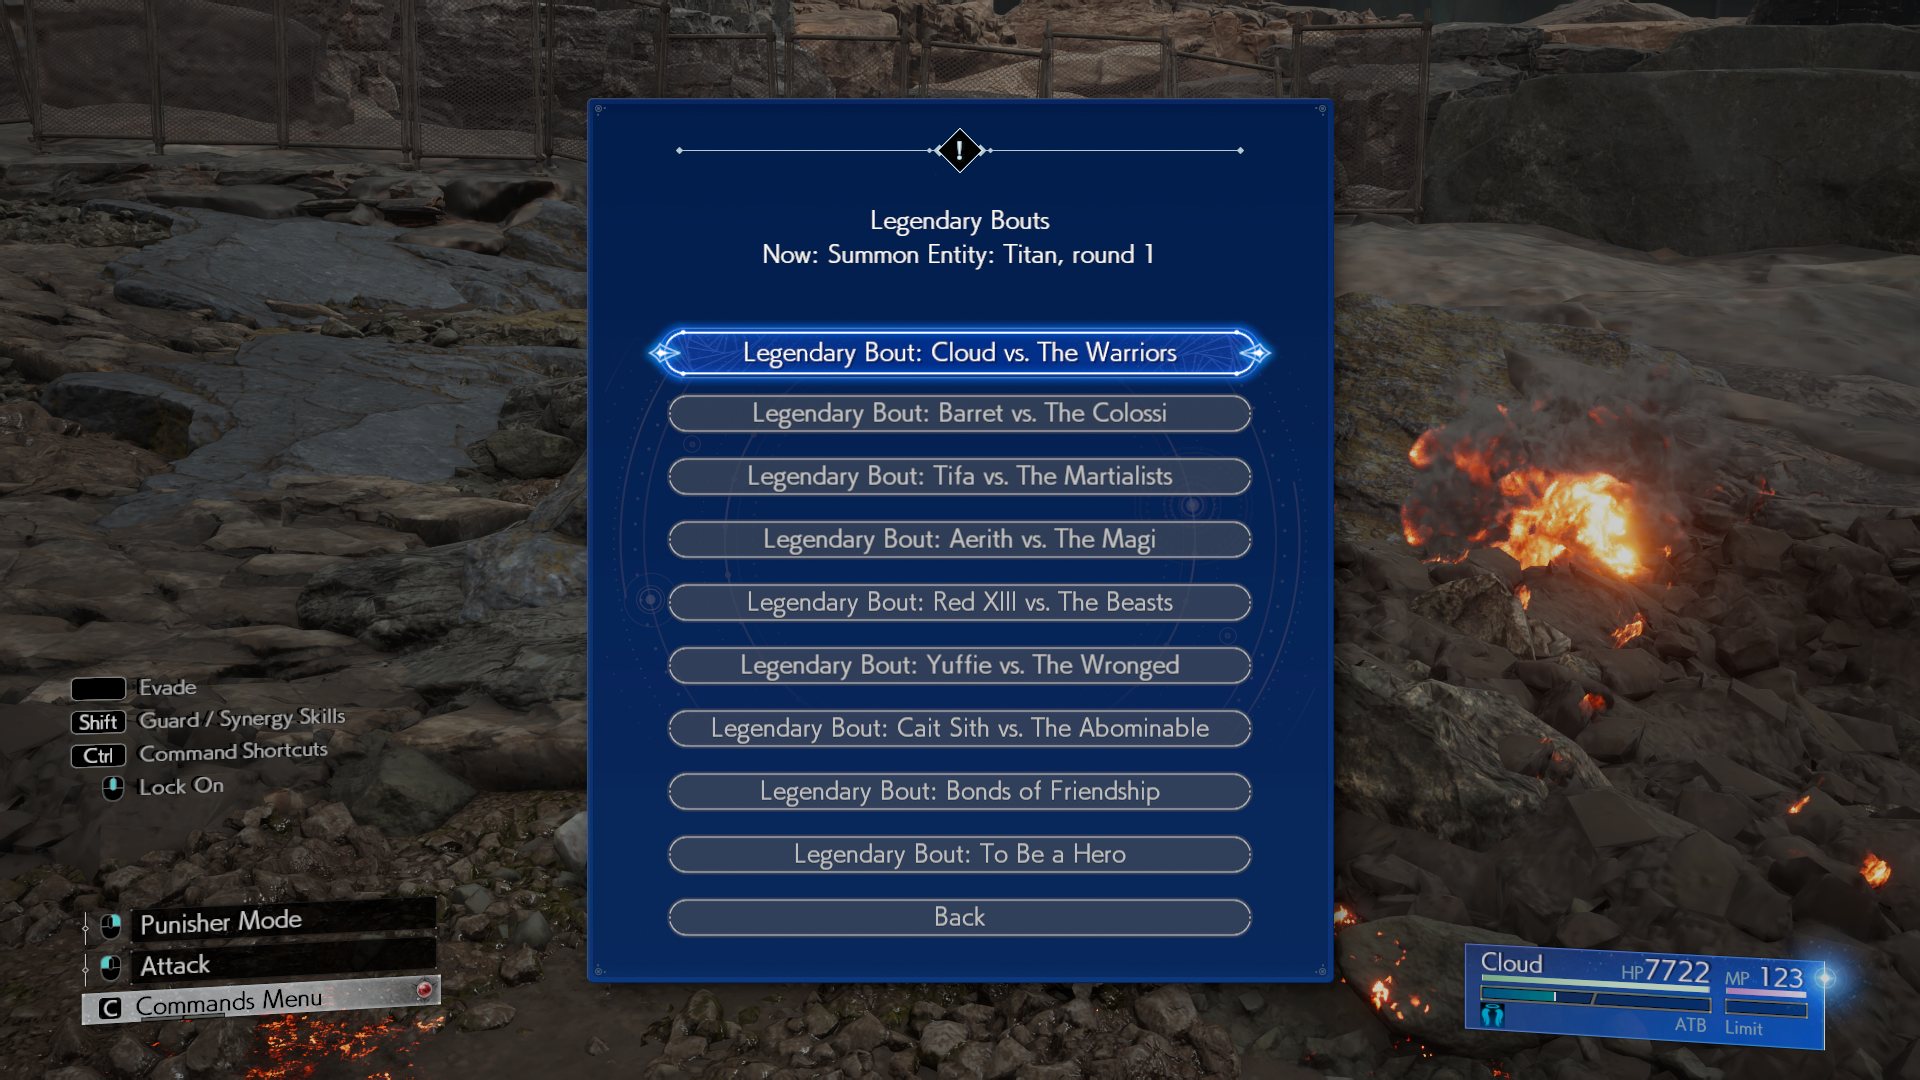 !
Legendary Bouts
Now: Summon Entity: Titan, round 1
Legendary Bout: Cloud vs. The Warriors
Legendary Bout: Barret vs. The Colossi
Legendary Bout: Tifa vs. The Martialists
Legendary Bout: Aerith vs. The Magi
Legendary Bout: Red XIII vs. The Beasts
Legendary Bout: Yuffie vs. The Wronged
Legendary Bout: Cait Sith vs. The Abominable
Legendary Bout: Bonds of Friendship
Legendary Bout: To Be a Hero
Back
Evade
Shift Guard / Synergy Skills
Ctrl Command Shortcuts
Lock On
Punisher Mode
Attack
C Commands Menu
Cloud HP 7722 MP 123
ATB Limit